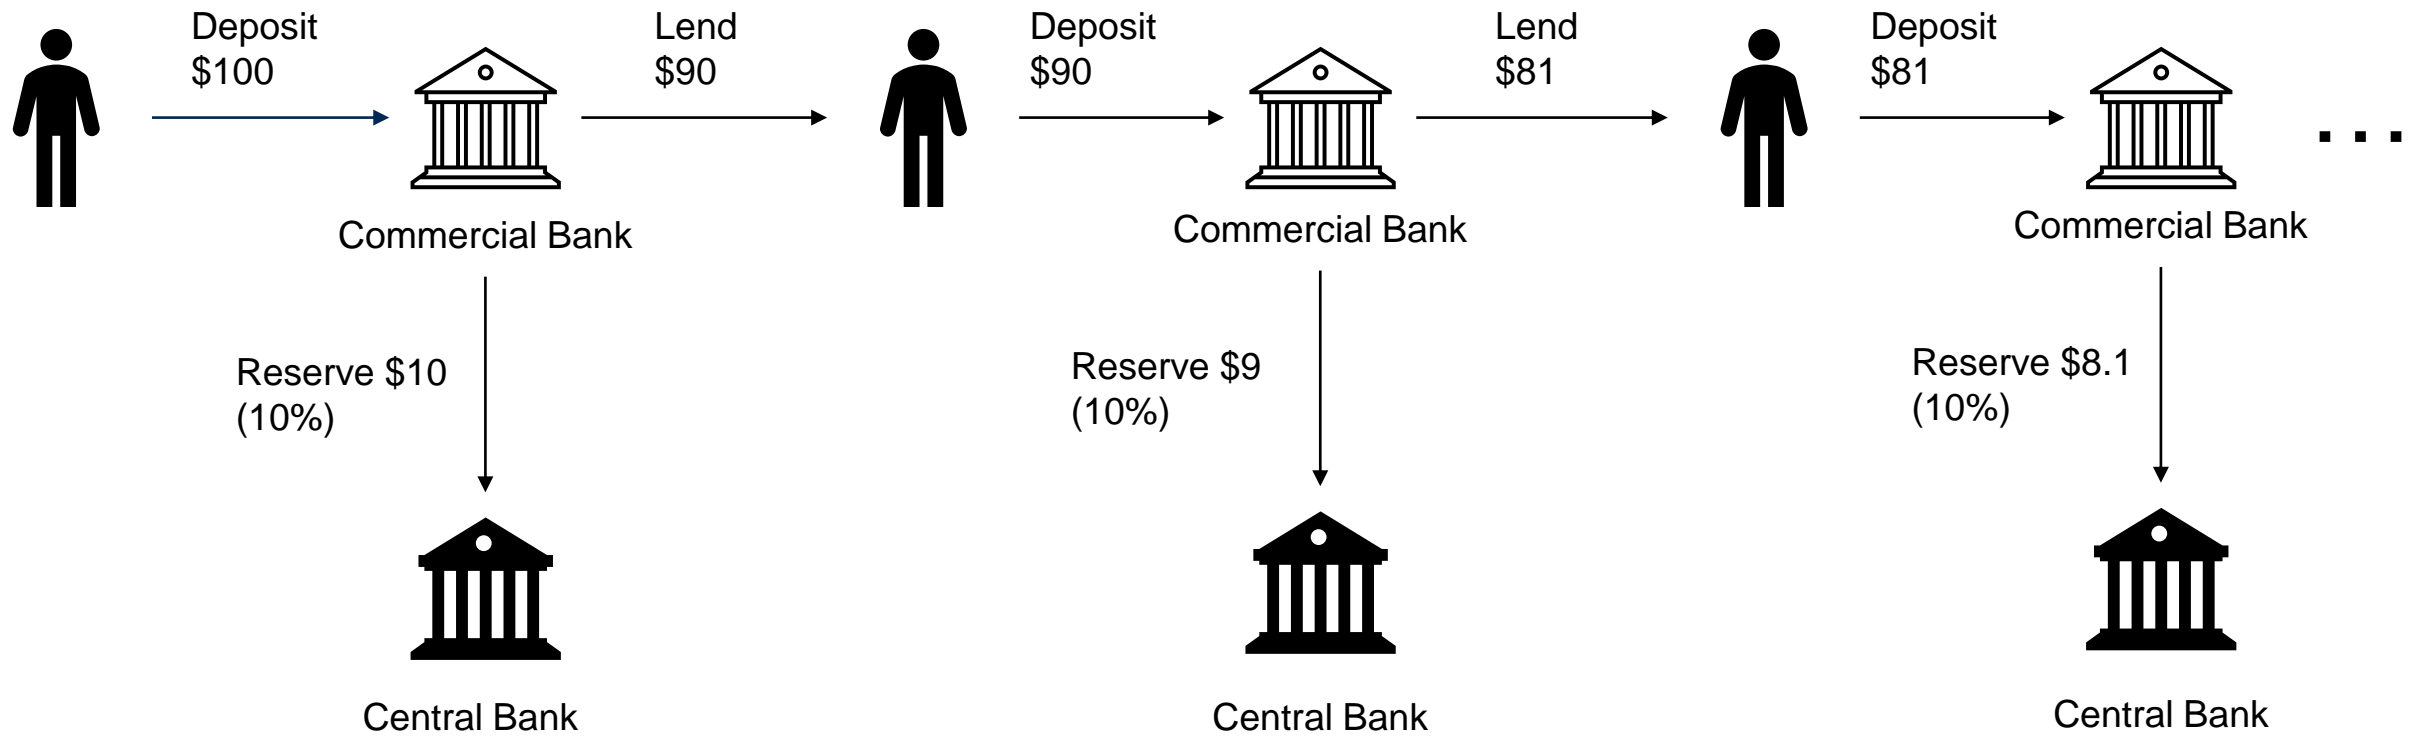 Deposit
$100
Lend
$90
Deposit
$90
Lend
$81
Deposit
$81
. . .
Commercial Bank
Commercial Bank
Commercial Bank
Reserve $10
(10%)
Reserve $9
(10%)
Reserve $8.1
(10%)
Central Bank
Central Bank
Central Bank